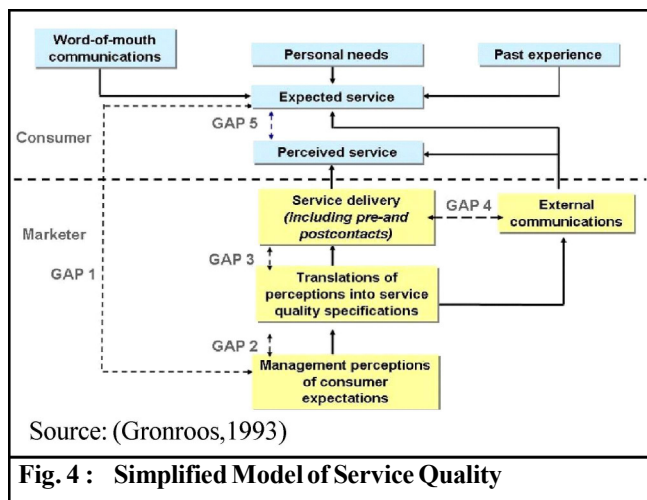 Word-of-mouth
communications
Personal needs
Past experience
Expected service
GAP 5
Consumer
Perceived service
Service delivery
(including pre-and
postcontacts)
GAP 4
External
communications
Marketer
GAP 1
GAP 3
Translations of
perceptions into service
quality specifications
GAP 2
Management perceptions
of consumer
expectations
Source: (Gronroos,1993)
Fig. 4 : Simplified Model of Service Quality